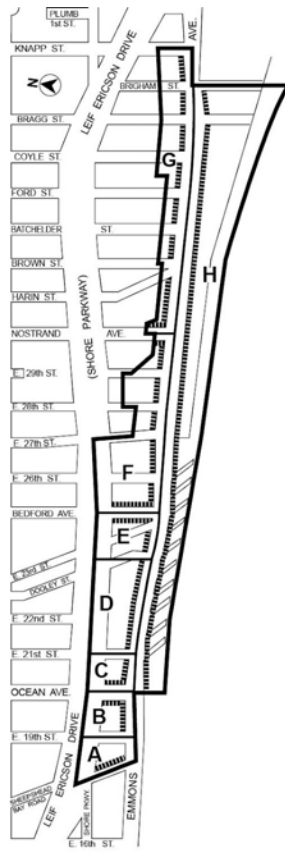 PLUMB
1st ST.
KNAPP ST.
AVE.
LEIF ERICSON DRIVE
BRIGHAM ST.
N
BRAGG ST.
COYLE ST.
G
FORD ST.
BATCHELDER ST.
BROWN ST.
H
HARIN ST.
(SHORE PARKWAY)
NOSTRAND AVE.
E. 29th ST.
E. 28th ST.
E. 27th ST.
F
E. 26th ST.
BEDFORD AVE.
E
E. 23rd ST.
DOOLEY ST.
D
E. 22nd ST.
E. 21st ST.
C
OCEAN AVE.
B
E. 19th ST.
A
LEIF ERICSON DRIVE
SHEEPSHEAD
BAY ROAD
SHORE PKWY.
EMMONS
E. 16th ST.